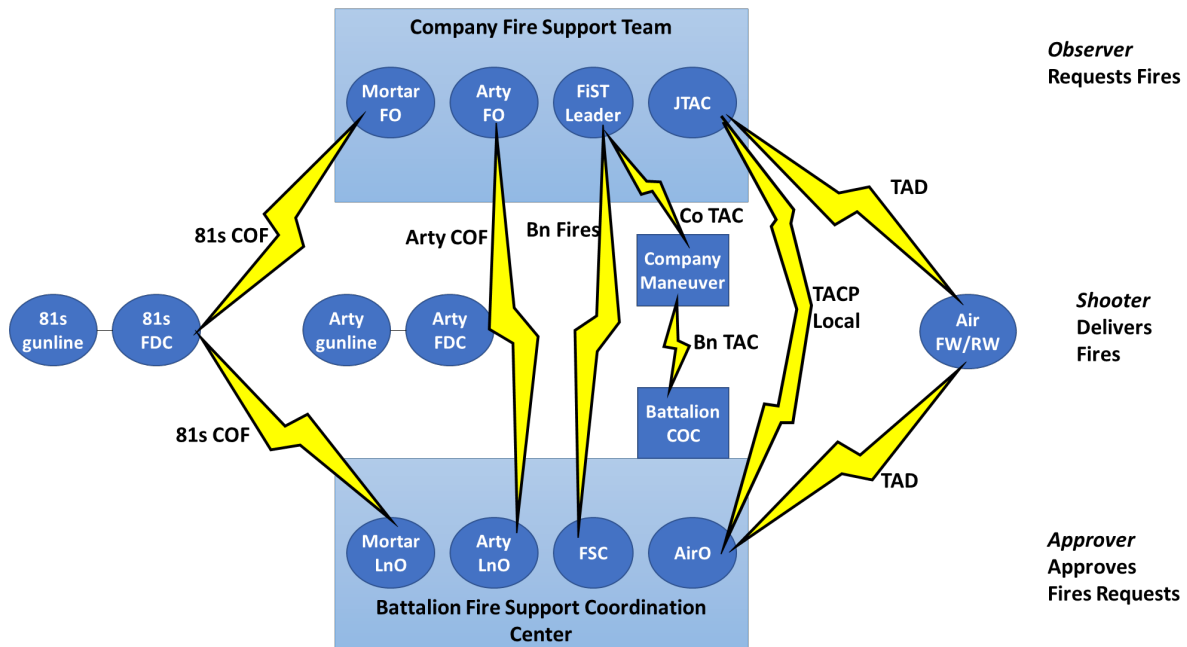 Company Fire Support Team
Observer
Requests Fires
Mortar
FO
Arty
FO
FiST
Leader
JTAC
TAD
81s COF
Arty COF
Bn Fires
Co TAC
Company
Maneuver
TACP
Local
81s
gunline
81s
FDC
Arty
gunline
Arty
FDC
Bn TAC
Air
FW/RW
Shooter
Delivers
Fires
Battalion
COC
81s COF
TAD
Mortar
LnO
Arty
LnO
FSC
AirO
Approver
Approves
Fires Requests
Battalion Fire Support Coordination
Center